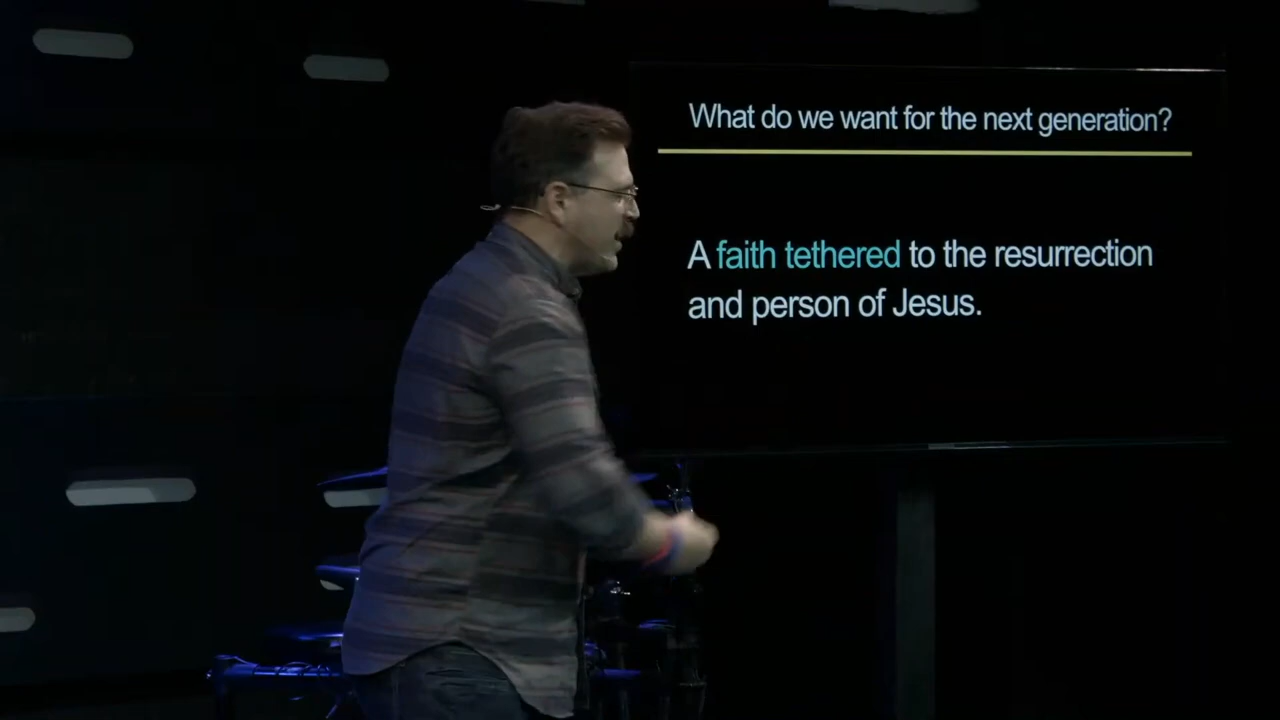 What do we want for the next generation?
A faith tethered to the resurrection
and person of Jesus.